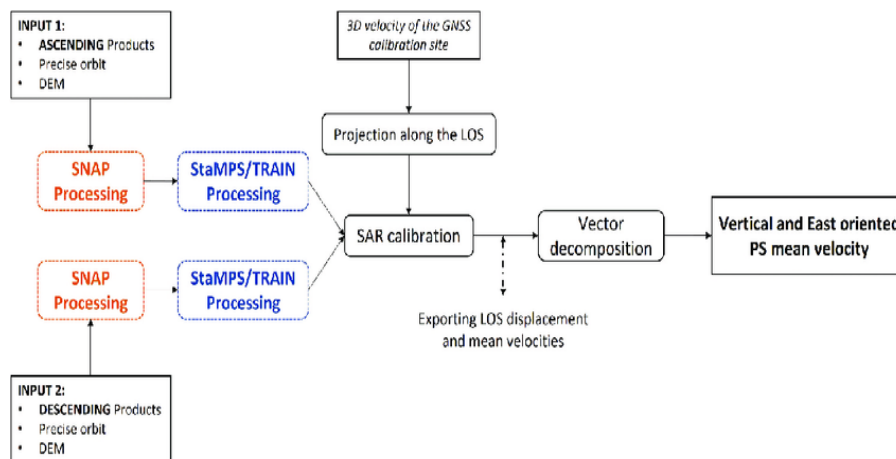 INPUT 1:
• ASCENDING Products
• Precise orbit
• DEM
3D velocity of the GNSS
calibration site
Projection along the LOS
SNAP
Processing
StaMPS/TRAIN
Processing
SAR calibration
Vector
decomposition
Vertical and East oriented
PS mean velocity
SNAP
Processing
StaMPS/TRAIN
Processing
Exporting LOS displacement
and mean velocities
INPUT 2:
• DESCENDING Products
• Precise orbit
• DEM